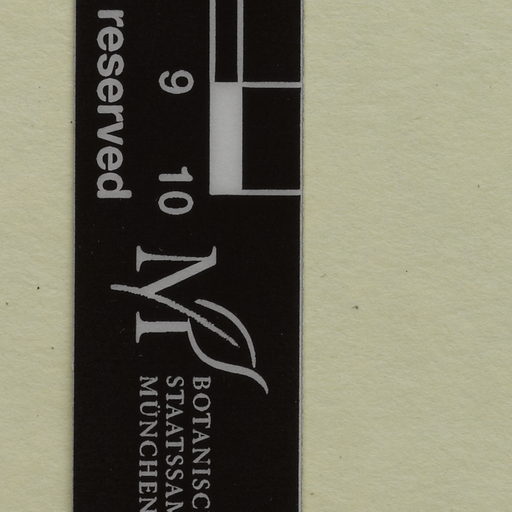 reserved
9 10
BOTANISC
STAATSSAM
MÜNCHEN